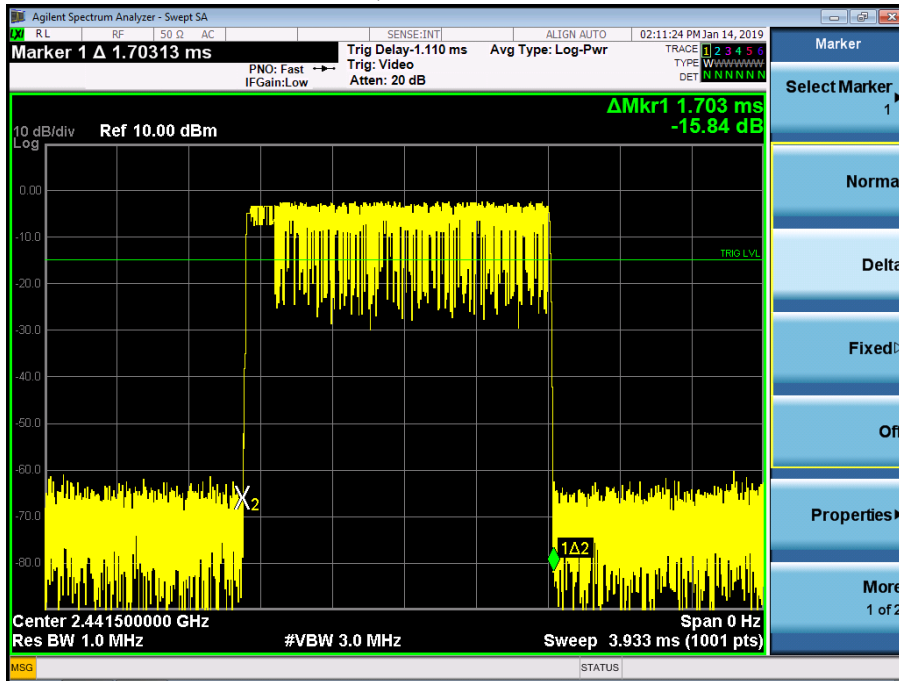 Agilent Spectrum Analyzer - Swept SA
LXI RL RF 50 Ω AC SENSE:INT ALIGN AUTO 02:11:24 PM Jan 14, 2019
Marker 1 Δ 1.70313 ms
PNO: Fast
IFGain:Low
Trig Delay-1.110 ms
Trig: Video
Atten: 20 dB
Avg Type: Log-Pwr
TRACE 1 2 3 4 5 6
TYPE WWWWWW
DET N N N N N N
ΔMkr1 1.703 ms
-15.84 dB
10 dB/div Ref 10.00 dBm
Log
0.00
-10.0
TRIG LVL
-20.0
-30.0
-40.0
-50.0
-60.0
X2
-70.0
1Δ2
-80.0
Center 2.441500000 GHz Span 0 Hz
Res BW 1.0 MHz #VBW 3.0 MHz Sweep 3.933 ms (1001 pts)
MSG STATUS
Marker
Select Marker
1
Norma
Delta
Fixed
Off
Properties
More
1 of 2